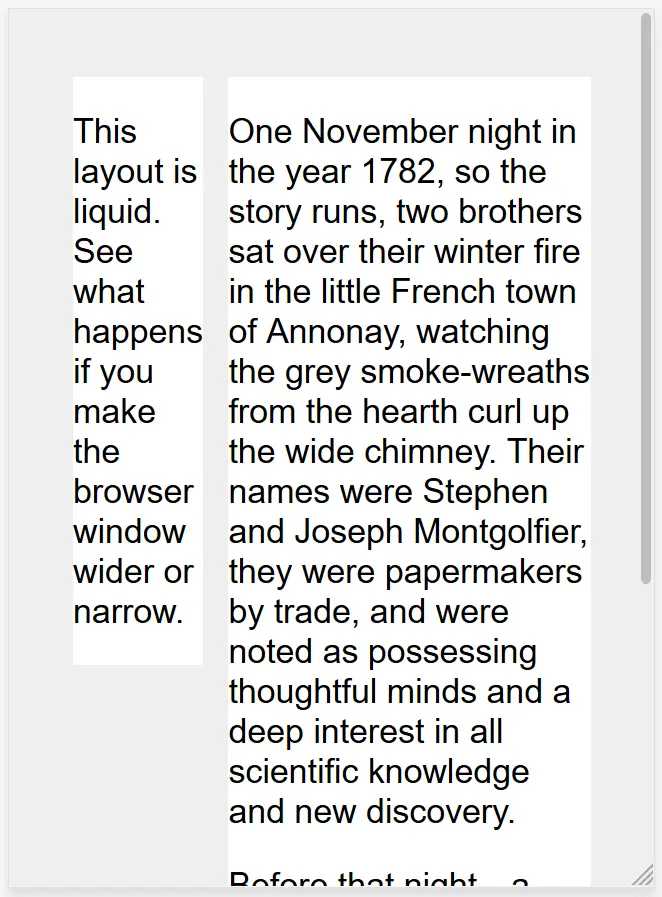 This
layout is
liquid.
See
what
happens
if you
make
the
browser
window
wider or
narrow.
One November night in
the year 1782, so the
story runs, two brothers
sat over their winter fire
in the little French town
of Annonay, watching
the grey smoke-wreaths
from the hearth curl up
the wide chimney. Their
names were Stephen
and Joseph Montgolfier,
they were papermakers
by trade, and were
noted as possessing
thoughtful minds and a
deep interest in all
scientific knowledge
and new discovery.
Before that night—a